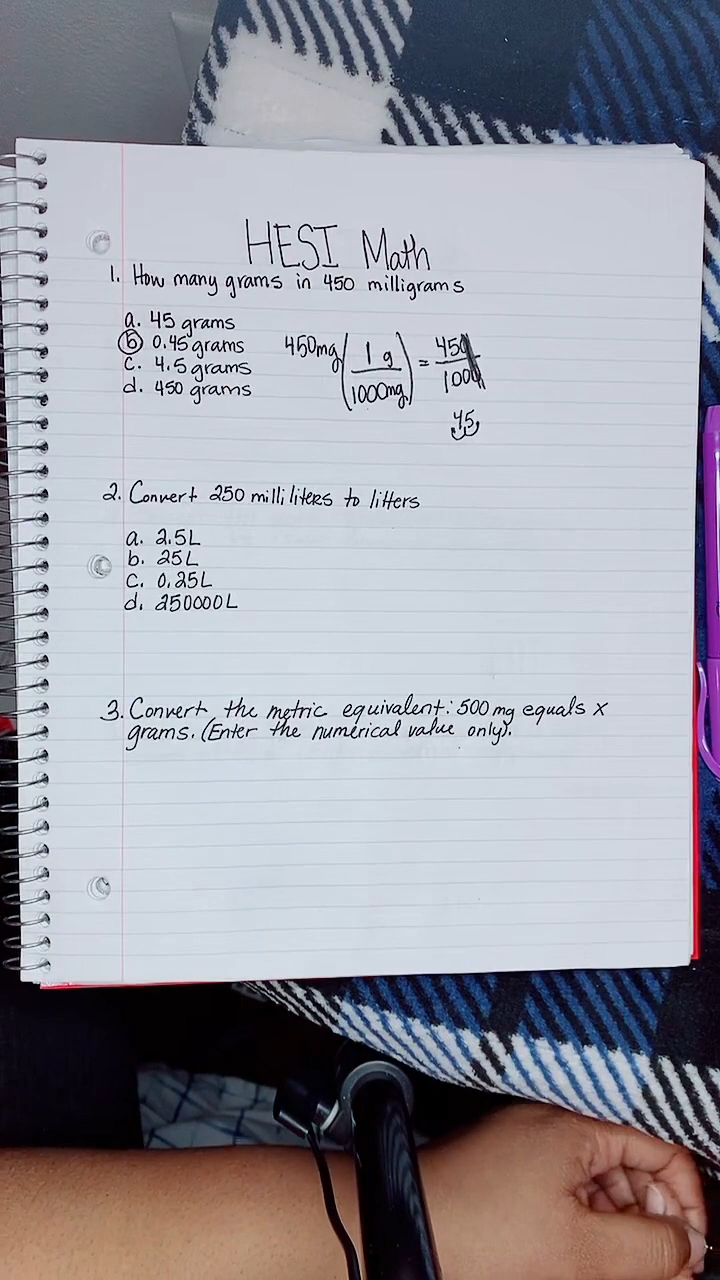 HESI Math
1. How many grams in 450 milligrams
a. 45 grams
b. 0.45 grams
c. 4.5 grams
d. 450 grams
450mg ( 1 g / 1000mg ) = 450 / 1000
45
2. Convert 250 milliliters to litters
a. 2.5L
b. 25L
c. 0.25L
d. 250000L
3. Convert the metric equivalent: 500 mg equals x
grams. (Enter the numerical value only).